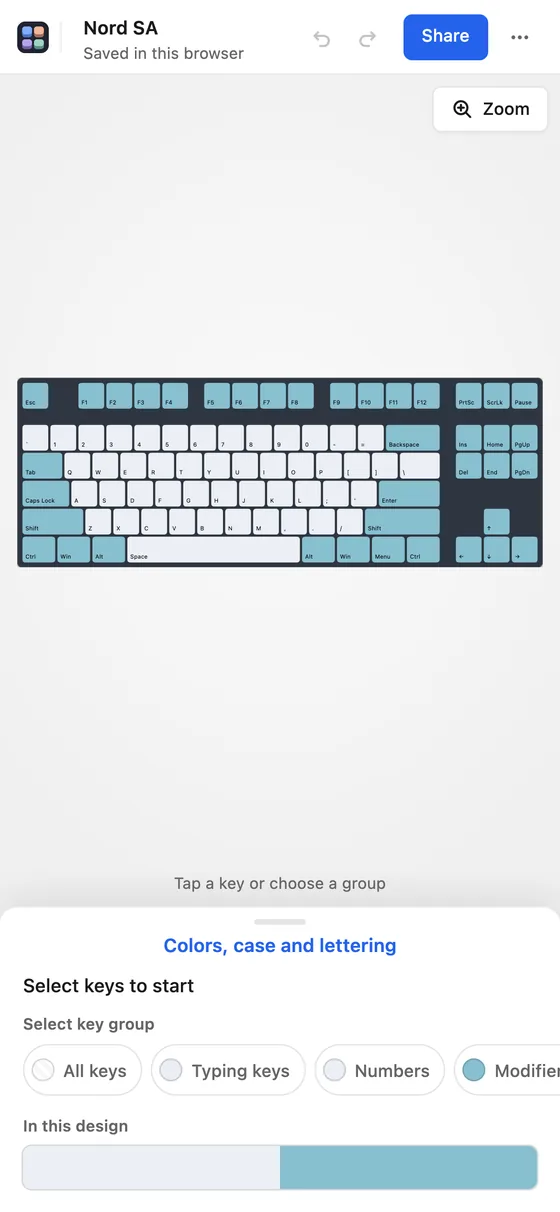 Nord SA
Saved in this browser
Share
Zoom
Esc F1 F2 F3 F4 F5 F6 F7 F8 F9 F10 F11 F12 PrtSc ScrLk Pause
` 1 2 3 4 5 6 7 8 9 0 - = Backspace Ins Home PgUp
Tab Q W E R T Y U I O P [ ] \ Del End PgDn
Caps Lock A S D F G H J K L ; ' Enter
Shift Z X C V B N M , . / Shift ↑
Ctrl Win Alt Space Alt Win Menu Ctrl ← ↓ →
Tap a key or choose a group
Colors, case and lettering
Select keys to start
Select key group
All keys Typing keys Numbers Modifier
In this design